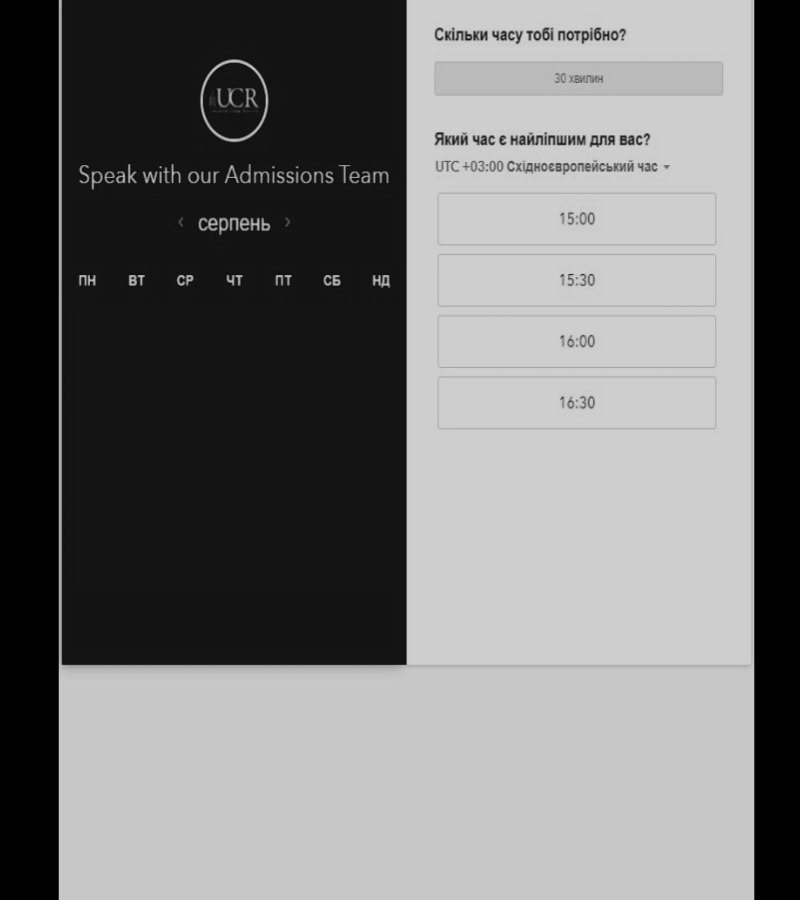 UCR
Speak with our Admissions Team
‹ серпень ›
ПН ВТ СР ЧТ ПТ СБ НД
Скільки часу тобі потрібно?
30 хвилин
Який час є найліпшим для вас?
UTC +03:00 Східноєвропейський час
15:00
15:30
16:00
16:30